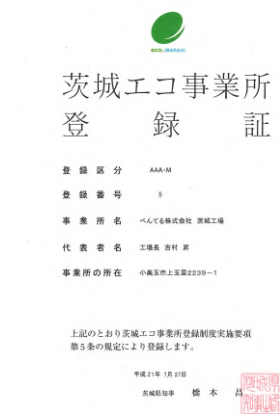 茨城エコ事業所
登録証
登録区分 AAA・M
登録番号 5
事業所名 ぺんてる株式会社 茨城工場
代表者名 工場長 吉村 昇
事業所の所在 小美玉市上玉里2239-1
上記のとおり茨城エコ事業所登録制度実施要項
第5条の規定により登録します。
平成21年 7月 27日
茨城県知事 橋本 昌